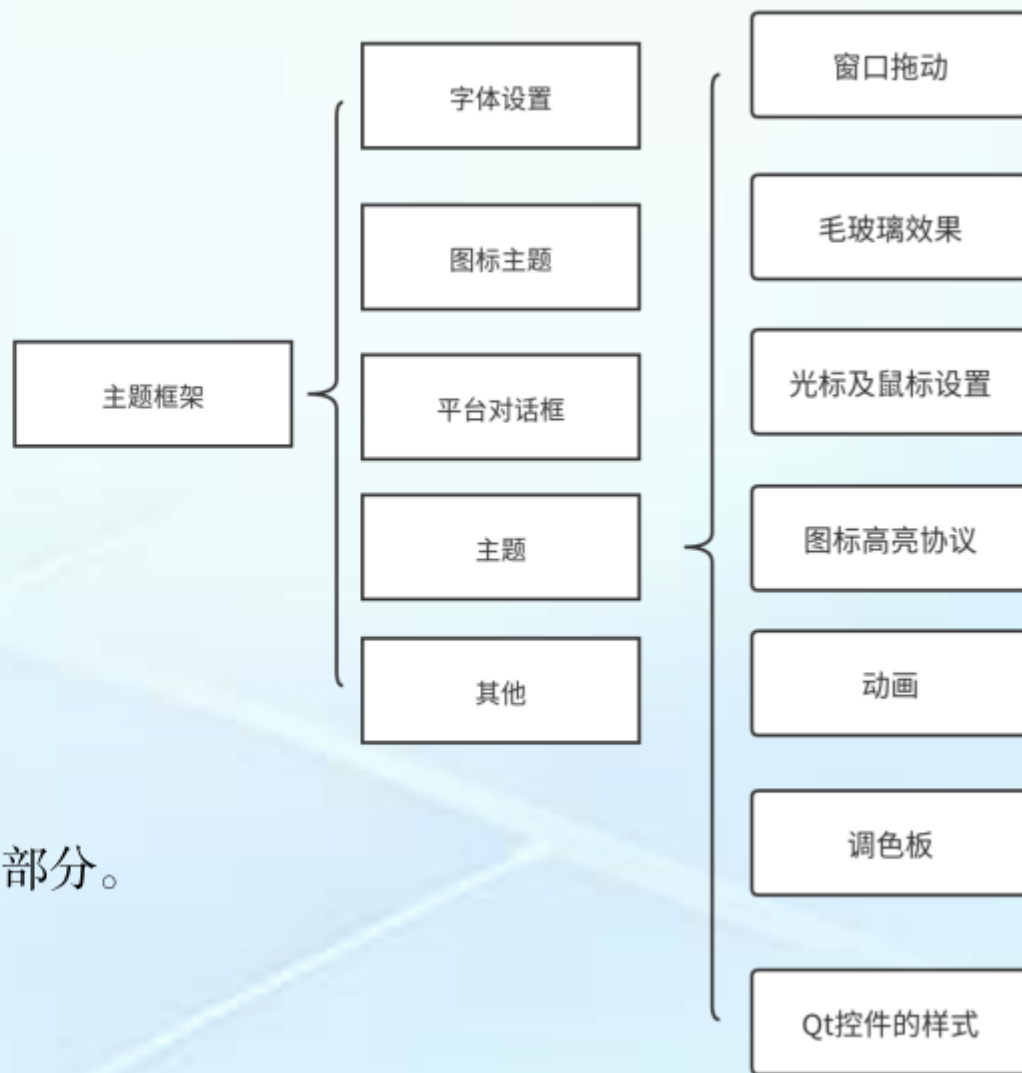 主题框架
字体设置
图标主题
平台对话框
主题
其他
窗口拖动
毛玻璃效果
光标及鼠标设置
图标高亮协议
动画
调色板
Qt控件的样式
部分。